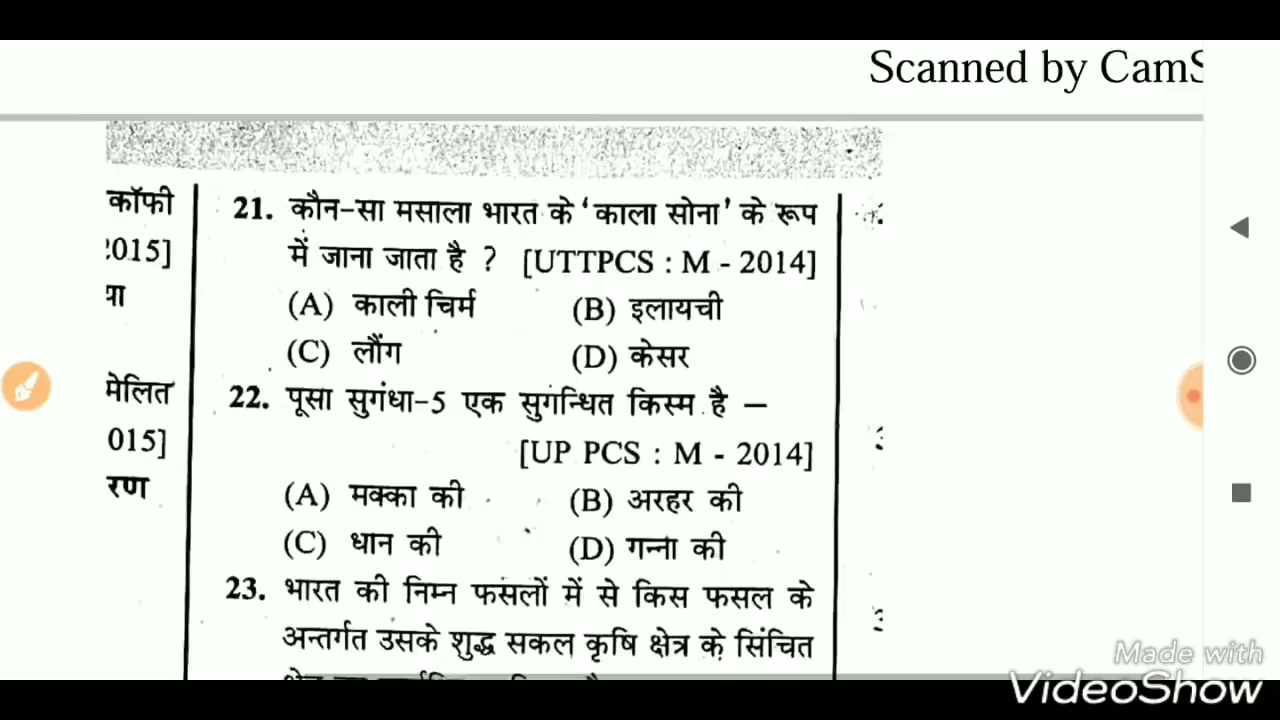 Scanned by CamS
कॉफी
2015]
या
मेलित
015]
रण
21. कौन-सा मसाला भारत के ‘काला सोना’ के रूप
में जाना जाता है ? [UTTPCS : M - 2014]
(A) काली चिर्म (B) इलायची
(C) लौंग (D) केसर
22. पूसा सुगंधा-5 एक सुगन्धित किस्म है –
[UP PCS : M - 2014]
(A) मक्का की (B) अरहर की
(C) धान की (D) गन्ना की
23. भारत की निम्न फसलों में से किस फसल के
अन्तर्गत उसके शुद्ध सकल कृषि क्षेत्र के सिंचित
Made with
VideoShow